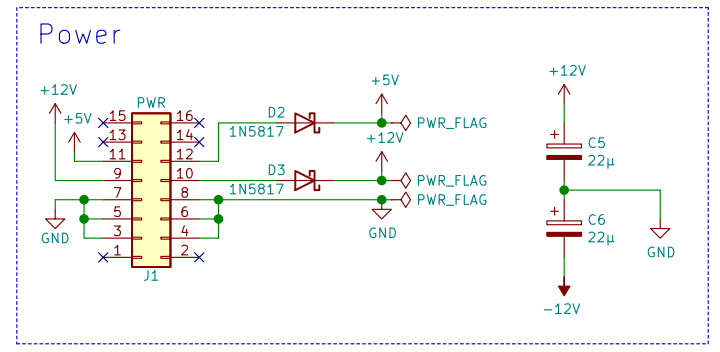 Power
+12V
+5V
PWR
15 16
13 14
11 12
9 10
7 8
5 6
3 4
1 2
J1
GND
D2
1N5817
+5V
PWR_FLAG
+12V
D3
1N5817
PWR_FLAG
PWR_FLAG
GND
+12V
+
C5
22µ
+
C6
22µ
GND
-12V